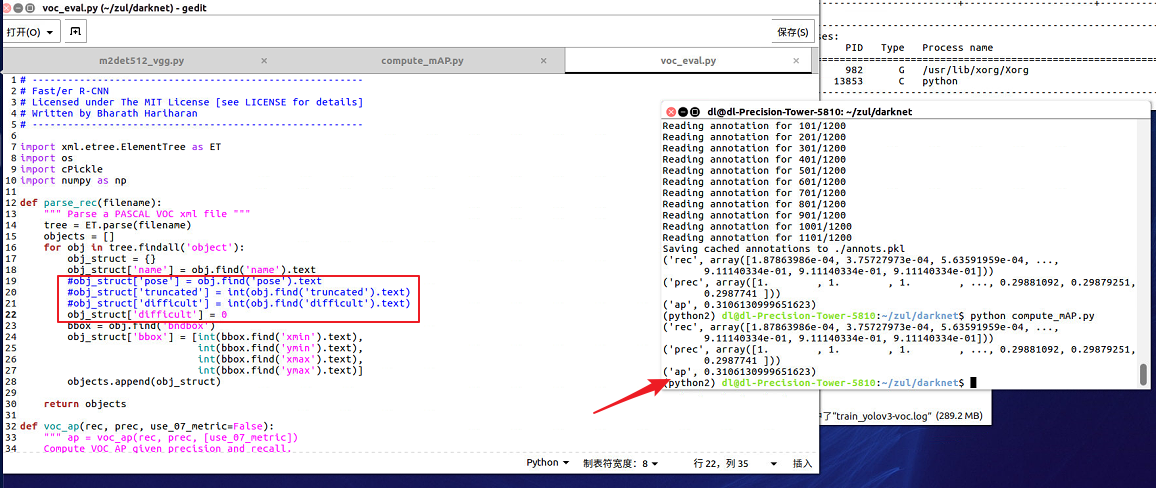 voc_eval.py (~/zul/darknet) - gedit
打开(O)
保存(S)
m2det512_vgg.py × compute_mAP.py × voc_eval.py ×
1 # --------------------------------------------------------
2 # Fast/er R-CNN
3 # Licensed under The MIT License [see LICENSE for details]
4 # Written by Bharath Hariharan
5 # --------------------------------------------------------
6
7 import xml.etree.ElementTree as ET
8 import os
9 import cPickle
10 import numpy as np
11
12 def parse_rec(filename):
13     """ Parse a PASCAL VOC xml file """
14     tree = ET.parse(filename)
15     objects = []
16     for obj in tree.findall('object'):
17         obj_struct = {}
18         obj_struct['name'] = obj.find('name').text
19         #obj_struct['pose'] = obj.find('pose').text
20         #obj_struct['truncated'] = int(obj.find('truncated').text)
21         #obj_struct['difficult'] = int(obj.find('difficult').text)
22         obj_struct['difficult'] = 0
23         bbox = obj.find('bndbox')
24         obj_struct['bbox'] = [int(bbox.find('xmin').text),
25                               int(bbox.find('ymin').text),
26                               int(bbox.find('xmax').text),
27                               int(bbox.find('ymax').text)]
28         objects.append(obj_struct)
29
30     return objects
31
32 def voc_ap(rec, prec, use_07_metric=False):
33     """ ap = voc_ap(rec, prec, [use_07_metric])
34     Compute VOC AP given precision and recall.
Python 制表符宽度: 8 行 22, 列 35 插入
ses:
PID Type Process name
982 G /usr/lib/xorg/Xorg
13853 C python
dl@dl-Precision-Tower-5810: ~/zul/darknet
Reading annotation for 101/1200
Reading annotation for 201/1200
Reading annotation for 301/1200
Reading annotation for 401/1200
Reading annotation for 501/1200
Reading annotation for 601/1200
Reading annotation for 701/1200
Reading annotation for 801/1200
Reading annotation for 901/1200
Reading annotation for 1001/1200
Reading annotation for 1101/1200
Saving cached annotations to ./annots.pkl
('rec', array([1.87863986e-04, 3.75727973e-04, 5.63591959e-04, ...,
       9.11140334e-01, 9.11140334e-01, 9.11140334e-01]))
('prec', array([1.        , 1.        , 1.        , ..., 0.29881092, 0.29879251,
       0.2987741 ]))
('ap', 0.3106130999651623)
(python2) dl@dl-Precision-Tower-5810:~/zul/darknet$ python compute_mAP.py
('rec', array([1.87863986e-04, 3.75727973e-04, 5.63591959e-04, ...,
       9.11140334e-01, 9.11140334e-01, 9.11140334e-01]))
('prec', array([1.        , 1.        , 1.        , ..., 0.29881092, 0.29879251,
       0.2987741 ]))
('ap', 0.3106130999651623)
(python2) dl@dl-Precision-Tower-5810:~/zul/darknet$
了"train_yolov3-voc.log" (289.2 MB)